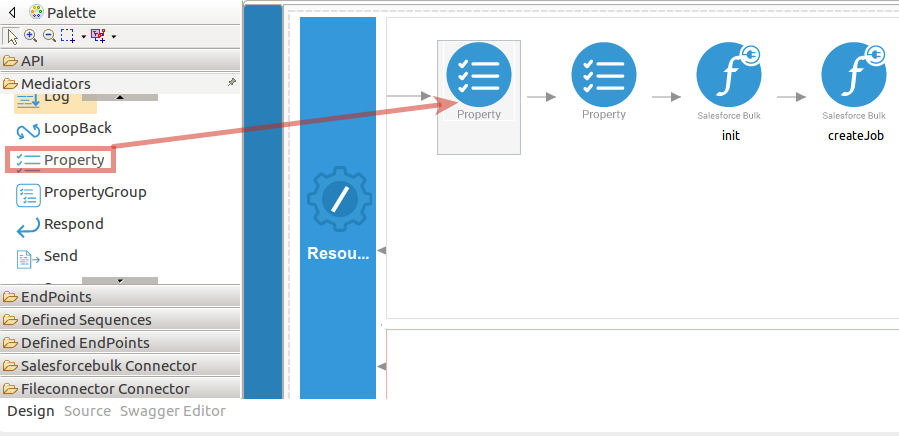 Palette
API
Mediators
Log
LoopBack
Property
PropertyGroup
Respond
Send
EndPoints
Defined Sequences
Defined EndPoints
Salesforcebulk Connector
Fileconnector Connector
Design Source Swagger Editor
Resou...
Property
Property
Salesforce Bulk
init
Salesforce Bulk
createJob